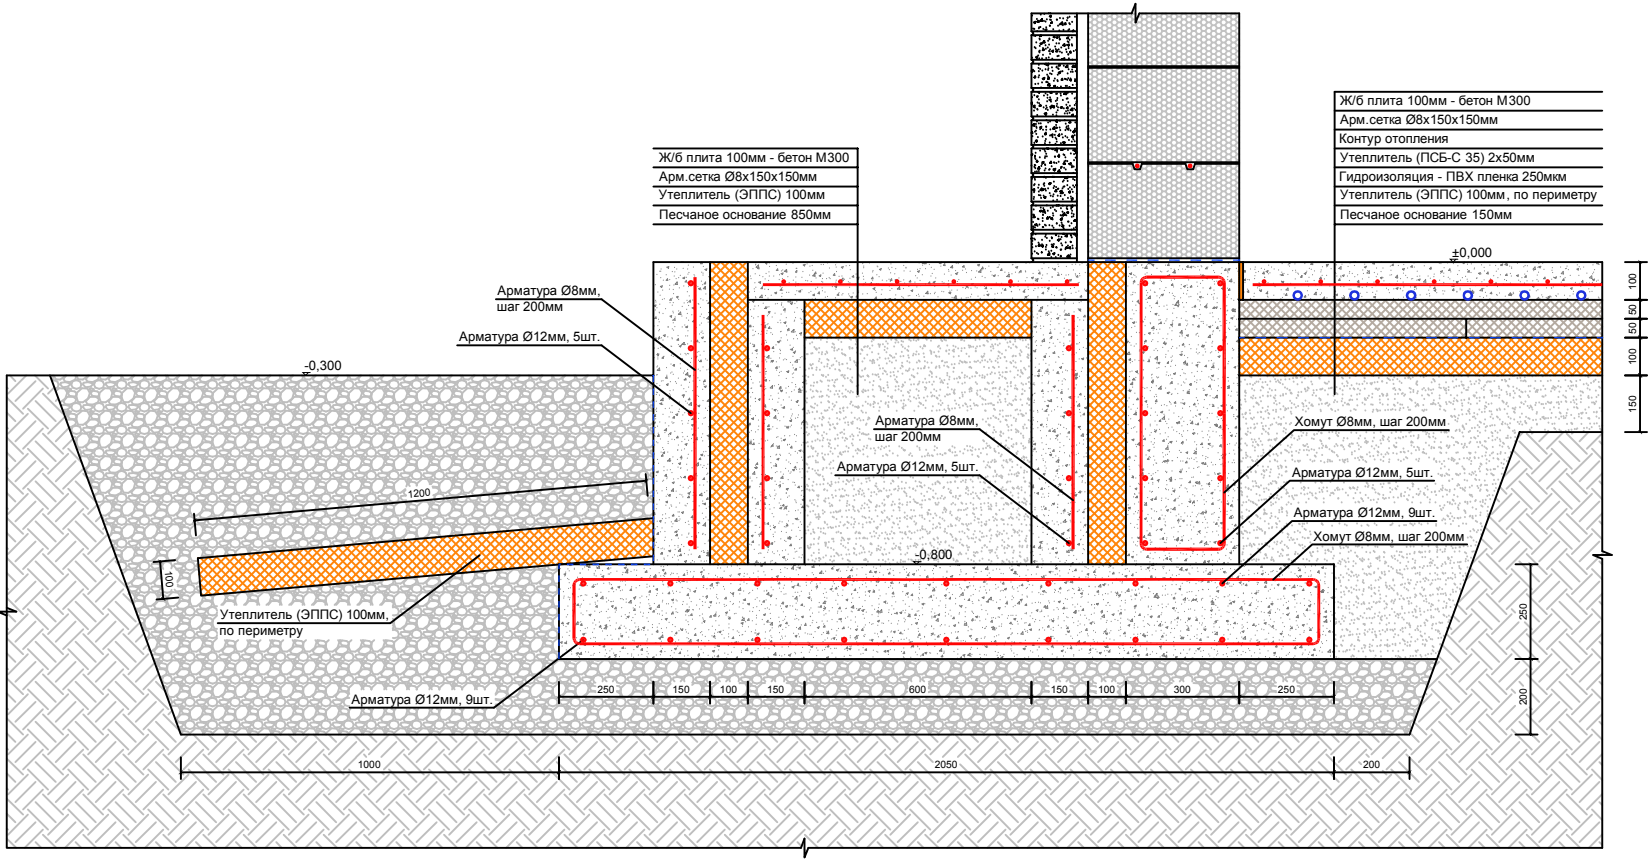 Ж/б плита 100мм - бетон М300
Арм.сетка Ø8х150х150мм
Контур отопления
Утеплитель (ПСБ-С 35) 2х50мм
Гидроизоляция - ПВХ пленка 250мкм
Утеплитель (ЭППС) 100мм, по периметру
Песчаное основание 150мм
Ж/б плита 100мм - бетон М300
Арм.сетка Ø8х150х150мм
Утеплитель (ЭППС) 100мм
Песчаное основание 850мм
±0,000
Арматура Ø8мм,
шаг 200мм
Арматура Ø12мм, 5шт.
-0,300
100
50
50
100
150
Арматура Ø8мм,
шаг 200мм
Арматура Ø12мм, 5шт.
Хомут Ø8мм, шаг 200мм
Арматура Ø12мм, 5шт.
Арматура Ø12мм, 9шт.
Хомут Ø8мм, шаг 200мм
1200
-0,800
100
Утеплитель (ЭППС) 100мм,
по периметру
250
200
Арматура Ø12мм, 9шт.
250
150
100
150
600
150
100
300
250
1000
2050
200